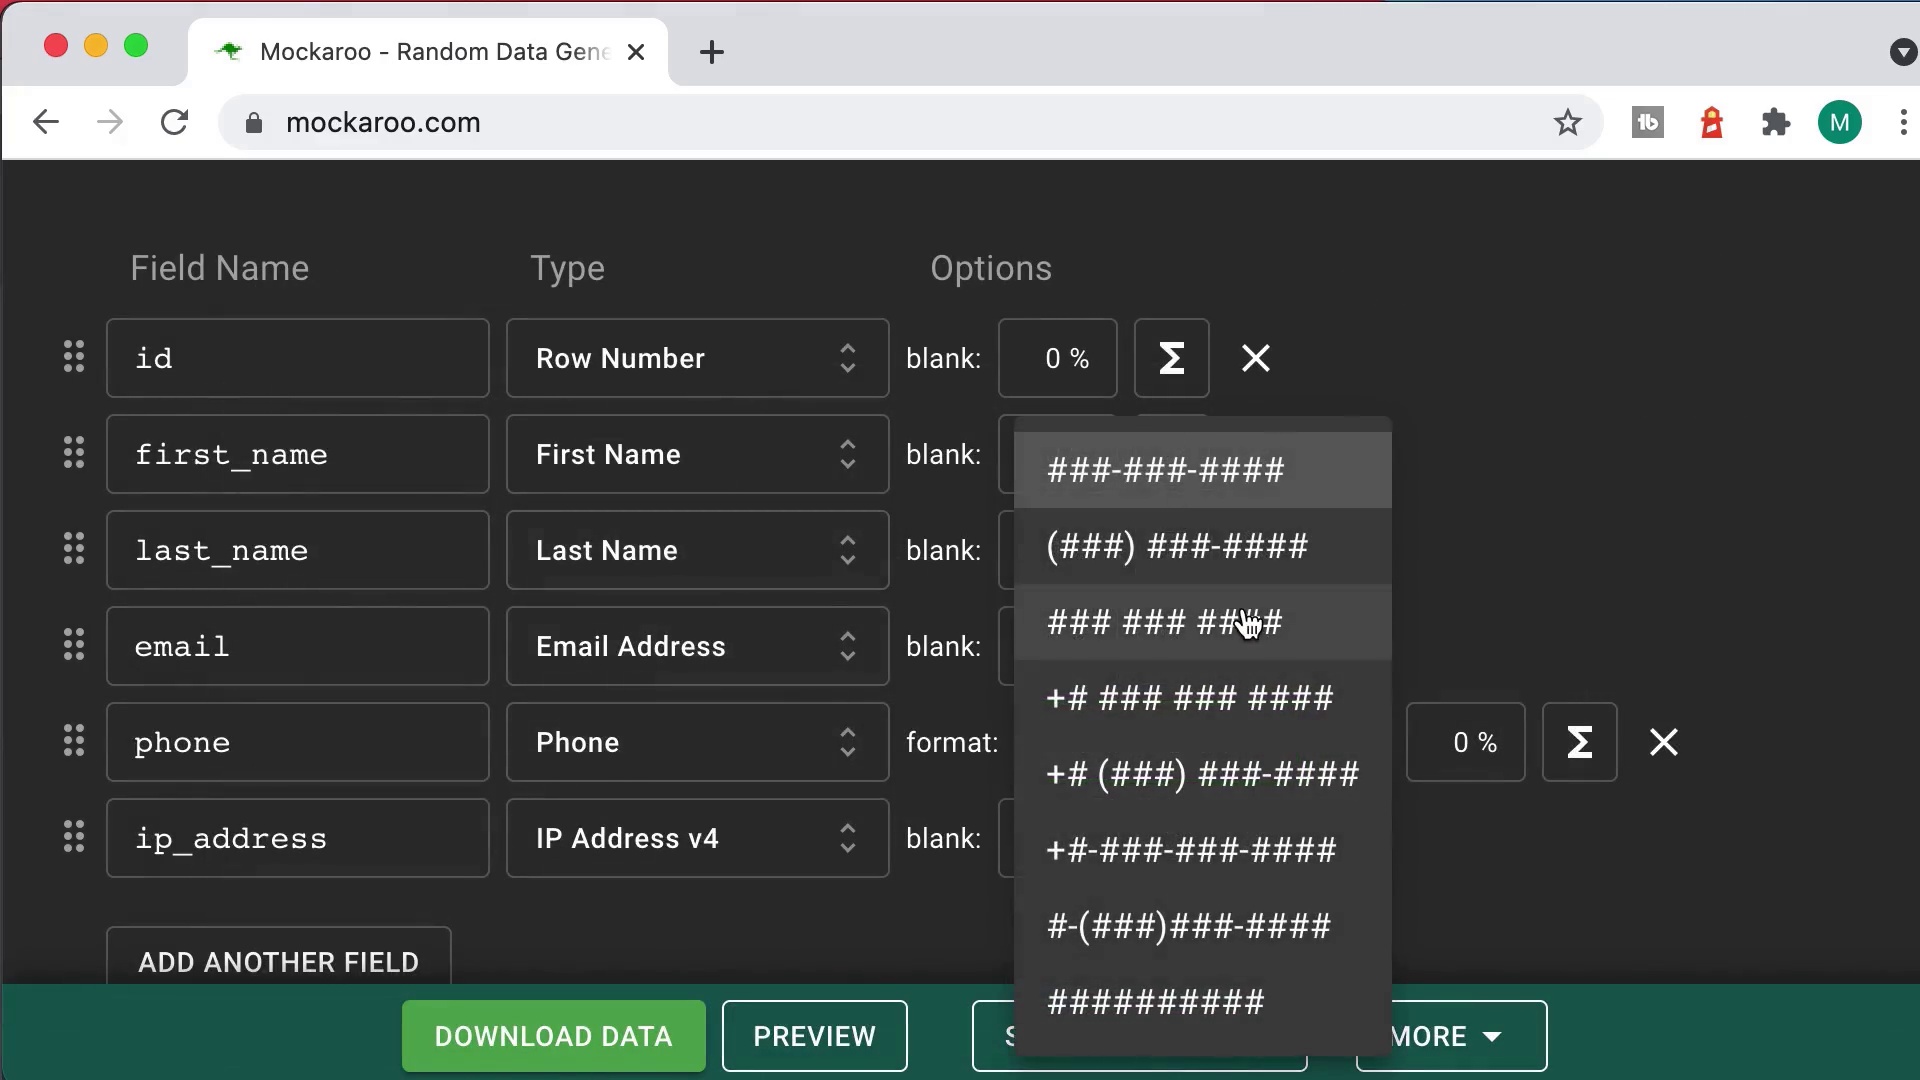 Mockaroo - Random Data Gene
mockaroo.com
M
Field Name Type Options
id Row Number blank: 0 %
first_name First Name blank:
###-###-####
last_name Last Name blank:
(###) ###-####
email Email Address blank:
### ### ####
+# ### ### ####
phone Phone format: 0 %
+# (###) ###-####
ip_address IP Address v4 blank:
+#-###-###-####
#-(###)###-####
ADD ANOTHER FIELD
##########
DOWNLOAD DATA PREVIEW S MORE